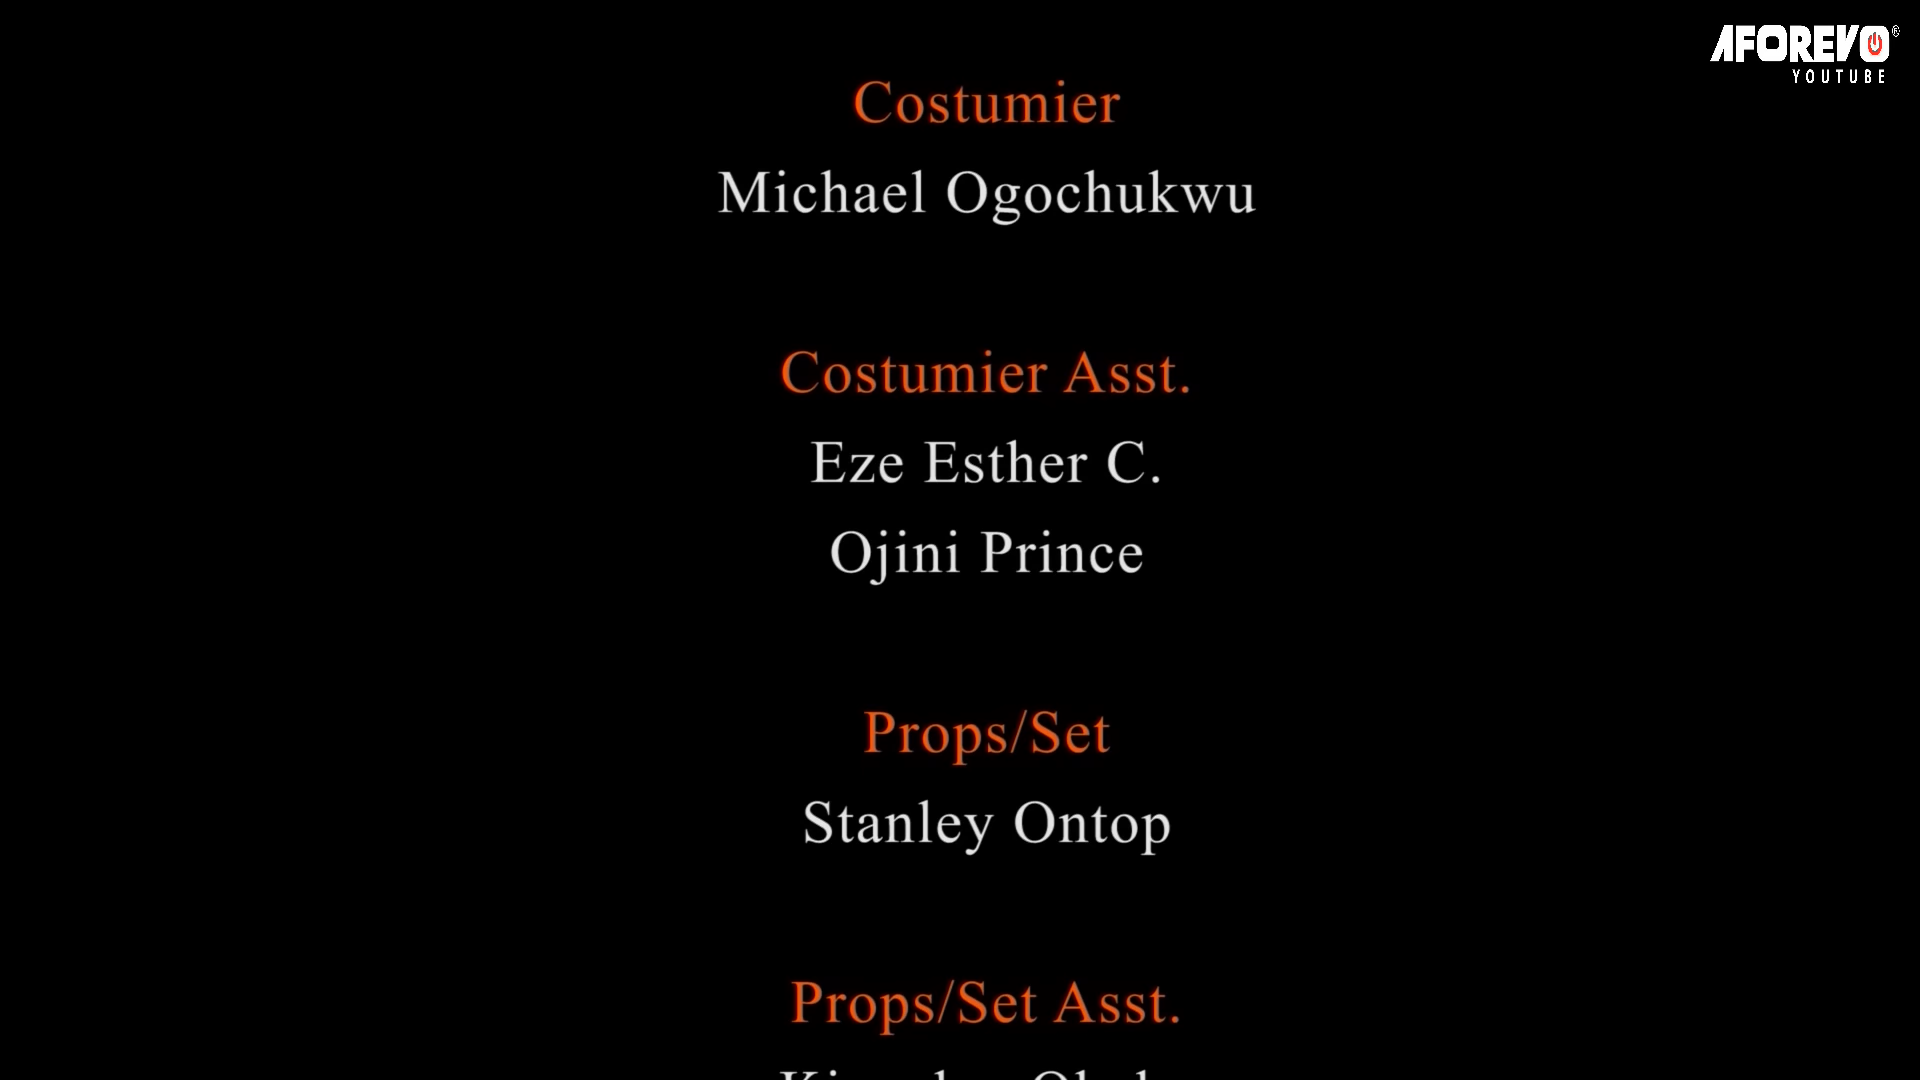 AFOREVO®
YOUTUBE
Costumier
Michael Ogochukwu
Costumier Asst.
Eze Esther C.
Ojini Prince
Props/Set
Stanley Ontop
Props/Set Asst.